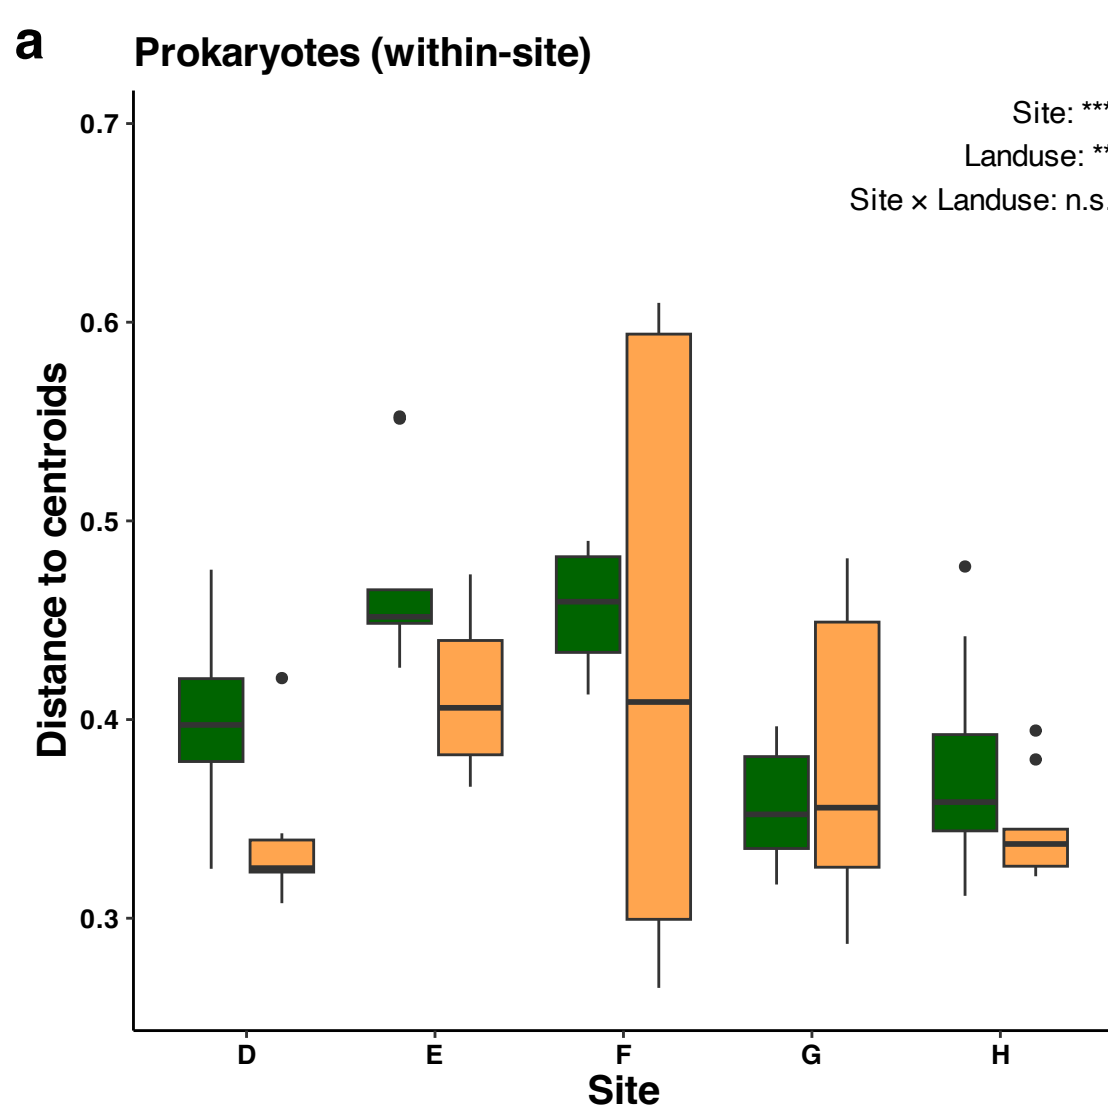 a
Prokaryotes (within-site)
Site: ***
Landuse: **
Site × Landuse: n.s.
0.7
0.6
0.5
0.4
0.3
Distance to centroids
D E F G H
Site